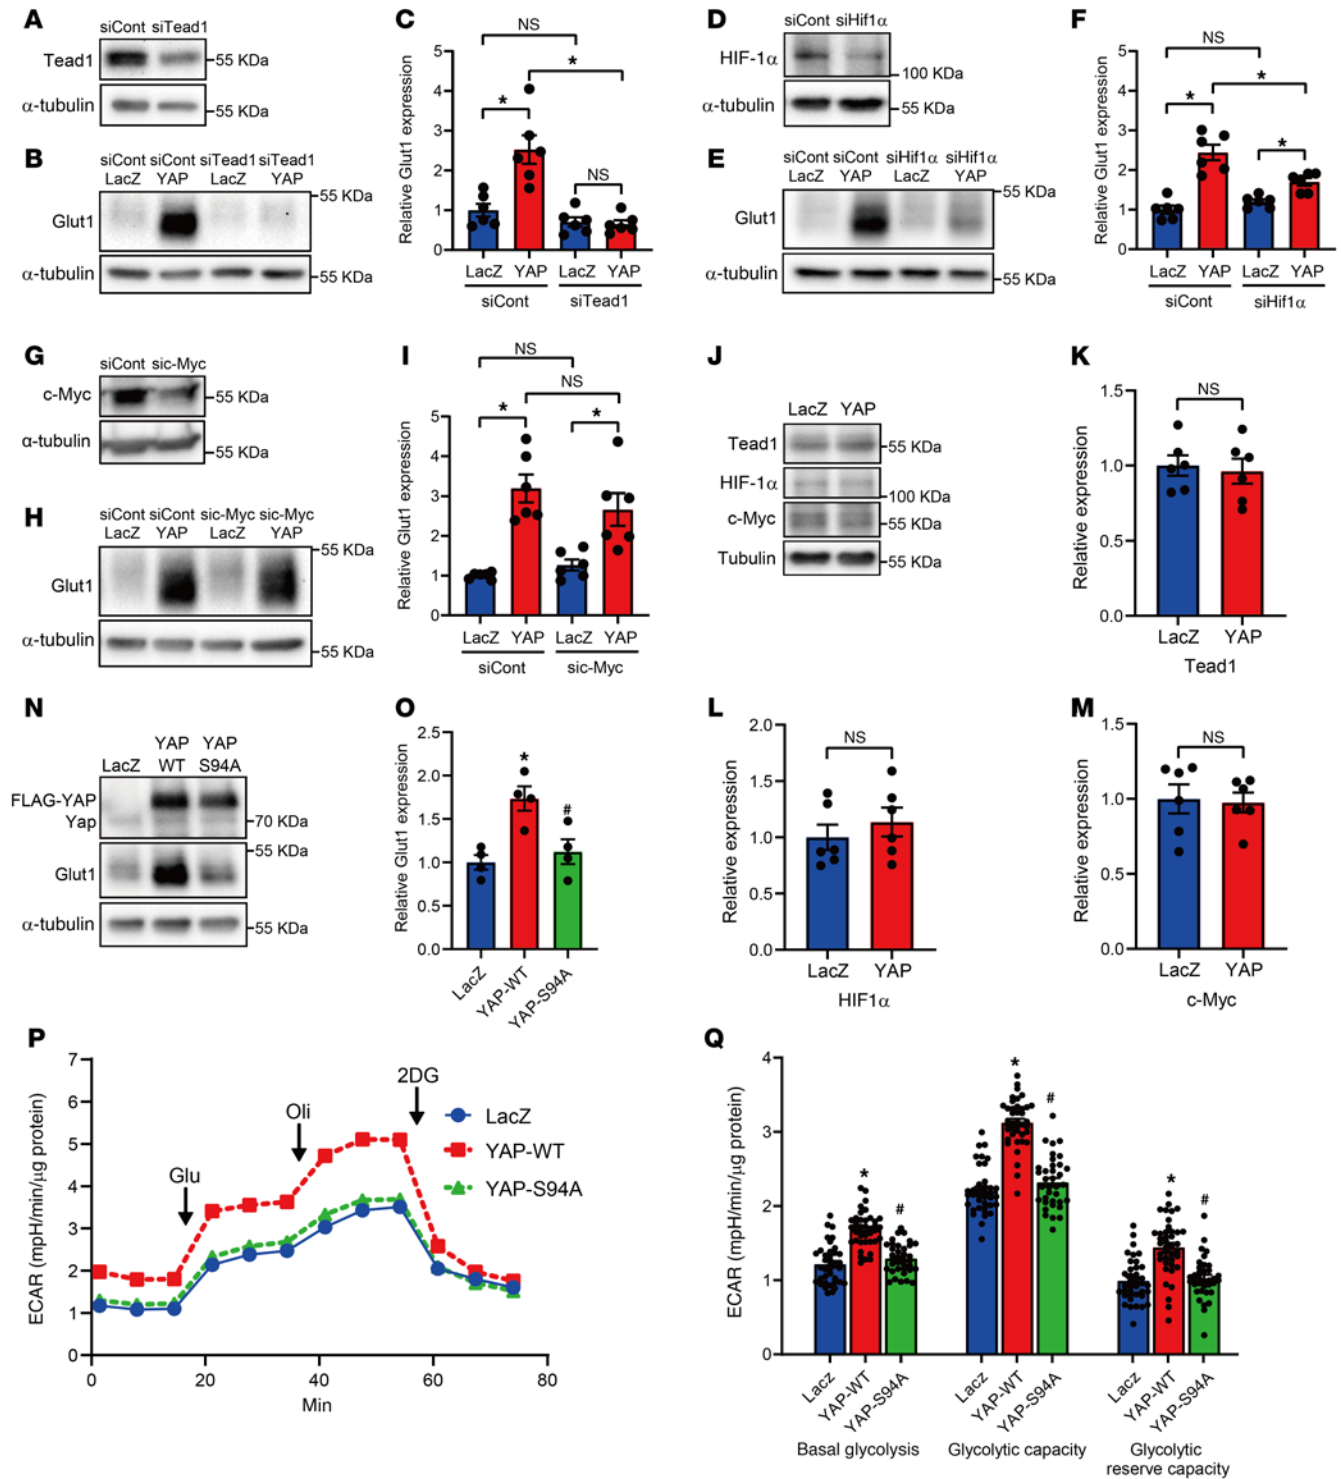 A
siCont siTead1
Tead1
55 KDa
α-tubulin
55 KDa
B
siCont siCont siTead1 siTead1
LacZ YAP LacZ YAP
55 KDa
Glut1
α-tubulin
55 KDa
C
NS
*
*
NS
Relative Glut1 expression
5
4
3
2
1
0
LacZ YAP LacZ YAP
siCont siTead1
D
siCont siHif1α
HIF-1α
100 KDa
α-tubulin
55 KDa
E
siCont siCont siHif1α siHif1α
LacZ YAP LacZ YAP
55 KDa
Glut1
α-tubulin
55 KDa
F
NS
*
*
*
Relative Glut1 expression
5
4
3
2
1
0
LacZ YAP LacZ YAP
siCont siHif1α
G
siCont sic-Myc
c-Myc
55 KDa
α-tubulin
55 KDa
H
siCont siCont sic-Myc sic-Myc
LacZ YAP LacZ YAP
55 KDa
Glut1
α-tubulin
55 KDa
I
NS
NS
*
*
Relative Glut1 expression
5
4
3
2
1
0
LacZ YAP LacZ YAP
siCont sic-Myc
J
LacZ YAP
Tead1
55 KDa
HIF-1α
100 KDa
c-Myc
55 KDa
Tubulin
55 KDa
K
NS
Relative expression
1.5
1.0
0.5
0.0
LacZ YAP
Tead1
N
LacZ YAP WT YAP S94A
FLAG-YAP
Yap
70 KDa
55 KDa
Glut1
α-tubulin
55 KDa
O
*
#
Relative Glut1 expression
2.5
2.0
1.5
1.0
0.5
0.0
LacZ YAP-WT YAP-S94A
L
NS
Relative expression
2.0
1.5
1.0
0.5
0.0
LacZ YAP
HIF1α
M
NS
Relative expression
1.5
1.0
0.5
0.0
LacZ YAP
c-Myc
P
ECAR (mpH/min/μg protein)
7
6
5
4
3
2
1
0
Glu
Oli
2DG
LacZ
YAP-WT
YAP-S94A
0 20 40 60 80
Min
Q
ECAR (mpH/min/μg protein)
4
3
2
1
0
* # * # * #
Lacz YAP-WT YAP-S94A Lacz YAP-WT YAP-S94A Lacz YAP-WT YAP-S94A
Basal glycolysis Glycolytic capacity Glycolytic
reserve capacity